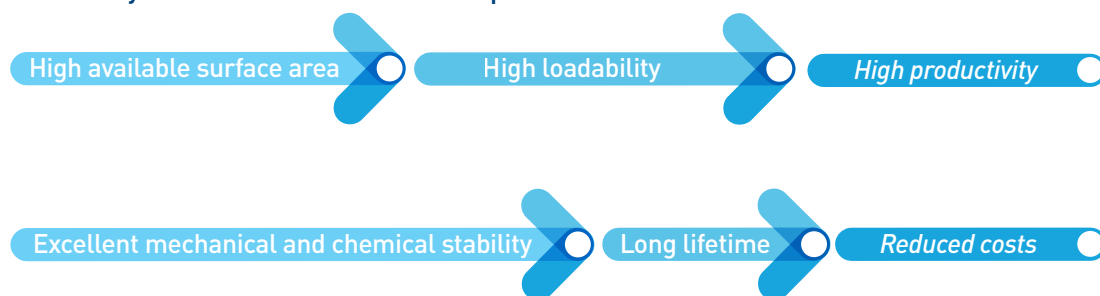 High available surface area
High loadability
High productivity
Excellent mechanical and chemical stability
Long lifetime
Reduced costs